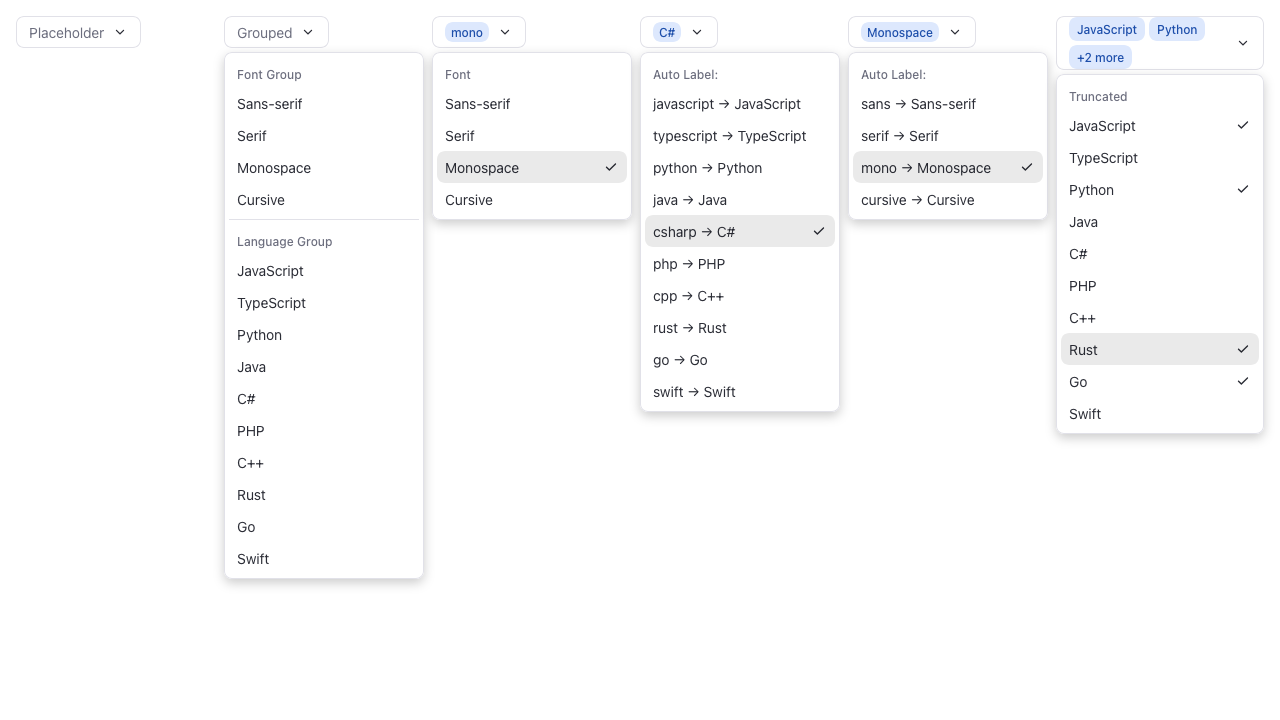 Placeholder
Grouped
Font Group
Sans-serif
Serif
Monospace
Cursive
Language Group
JavaScript
TypeScript
Python
Java
C#
PHP
C++
Rust
Go
Swift
mono
Font
Sans-serif
Serif
Monospace
Cursive
C#
Auto Label:
javascript → JavaScript
typescript → TypeScript
python → Python
java → Java
csharp → C#
php → PHP
cpp → C++
rust → Rust
go → Go
swift → Swift
Monospace
Auto Label:
sans → Sans-serif
serif → Serif
mono → Monospace
cursive → Cursive
JavaScript Python
+2 more
Truncated
JavaScript
TypeScript
Python
Java
C#
PHP
C++
Rust
Go
Swift